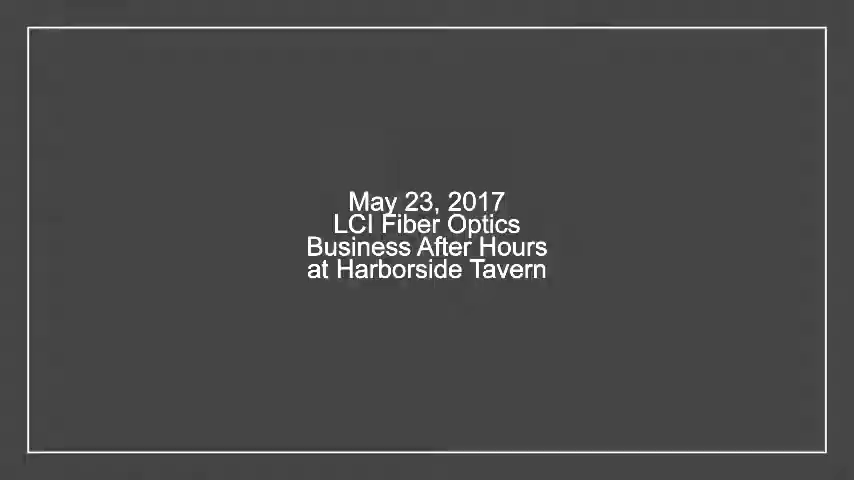 May 23, 2017
LCI Fiber Optics
Business After Hours
at Harborside Tavern